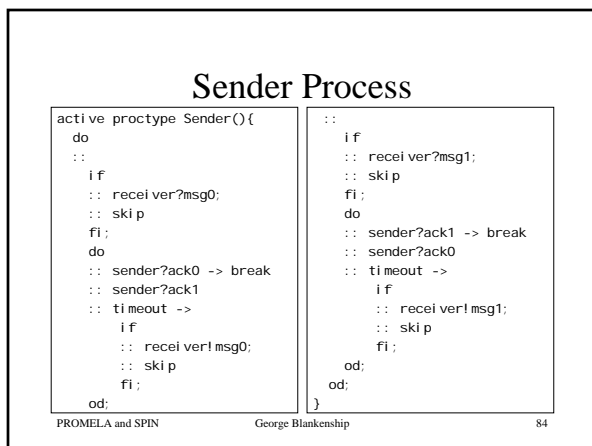 Sender Process
active proctype Sender(){
do
::
if
:: receiver?msg0;
:: skip
fi;
do
:: sender?ack0 -> break
:: sender?ack1
:: timeout ->
if
:: receiver!msg0;
:: skip
fi;
od;
::
if
:: receiver?msg1;
:: skip
fi;
do
:: sender?ack1 -> break
:: sender?ack0
:: timeout ->
if
:: receiver!msg1;
:: skip
fi;
od;
od;
}
PROMELA and SPIN George Blankenship 84